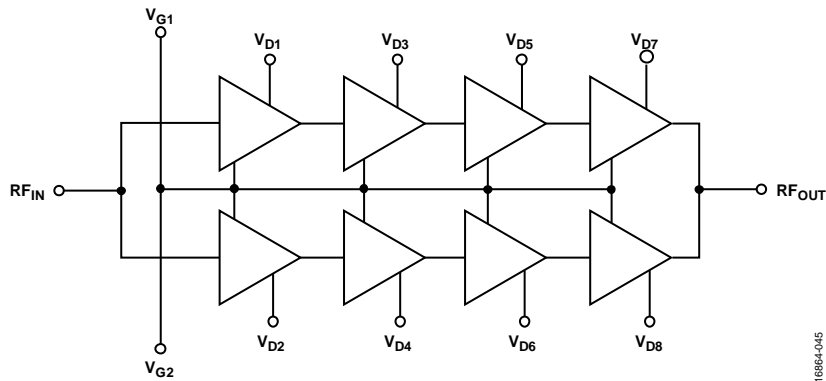 VG1
VD1
VD3
VD5
VD7
RFIN
RFOUT
VG2
VD2
VD4
VD6
VD8
16864-045